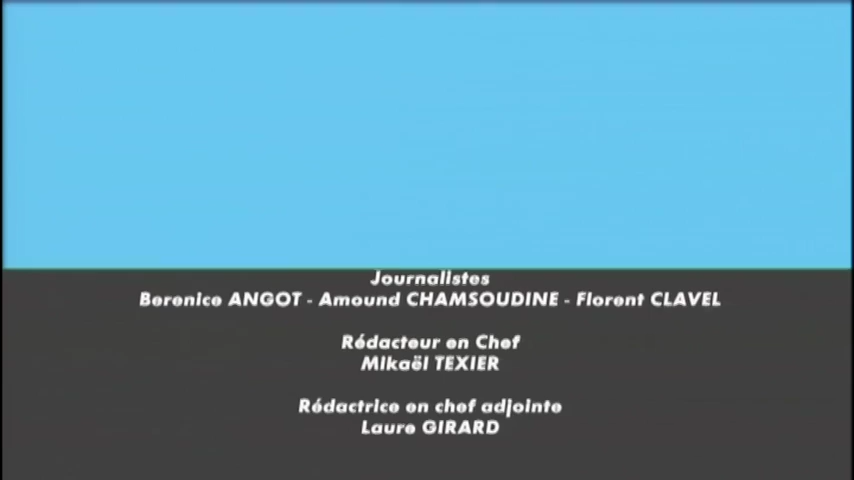 Journalistes
Berenice ANGOT - Amound CHAMSOUDINE - Florent CLAVEL
Rédacteur en Chef
Mikaël TEXIER
Rédactrice en chef adjointe
Laure GIRARD